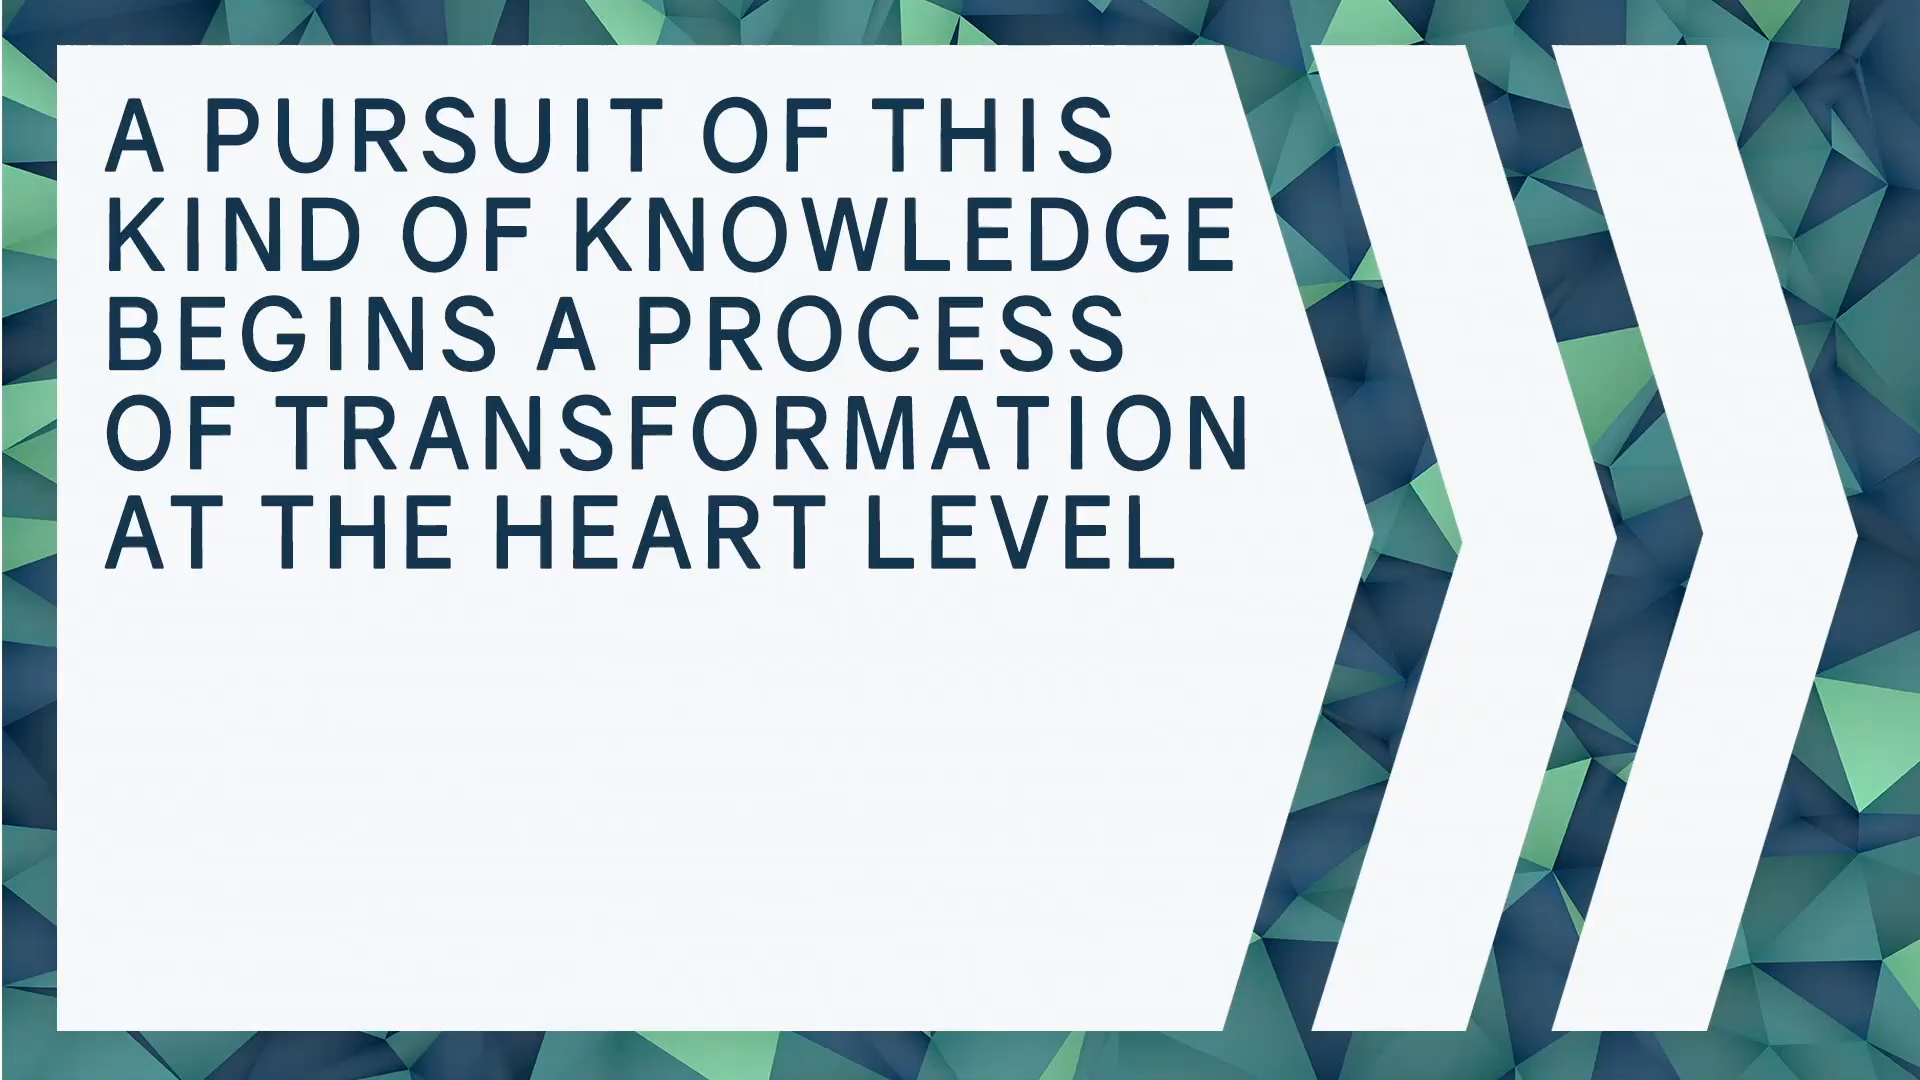 A PURSUIT OF THIS
KIND OF KNOWLEDGE
BEGINS A PROCESS
OF TRANSFORMATION
AT THE HEART LEVEL